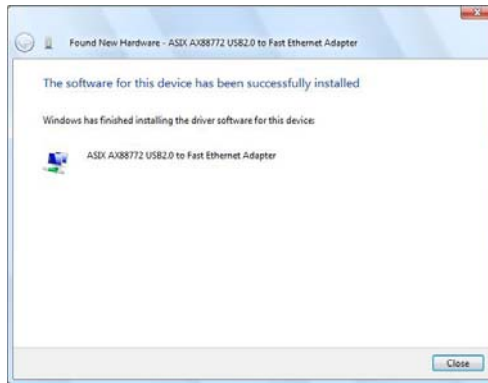 Found New Hardware - ASIX AX88772 USB2.0 to Fast Ethernet Adapter
The software for this device has been successfully installed
Windows has finished installing the driver software for this device:
ASIX AX88772 USB2.0 to Fast Ethernet Adapter
Close